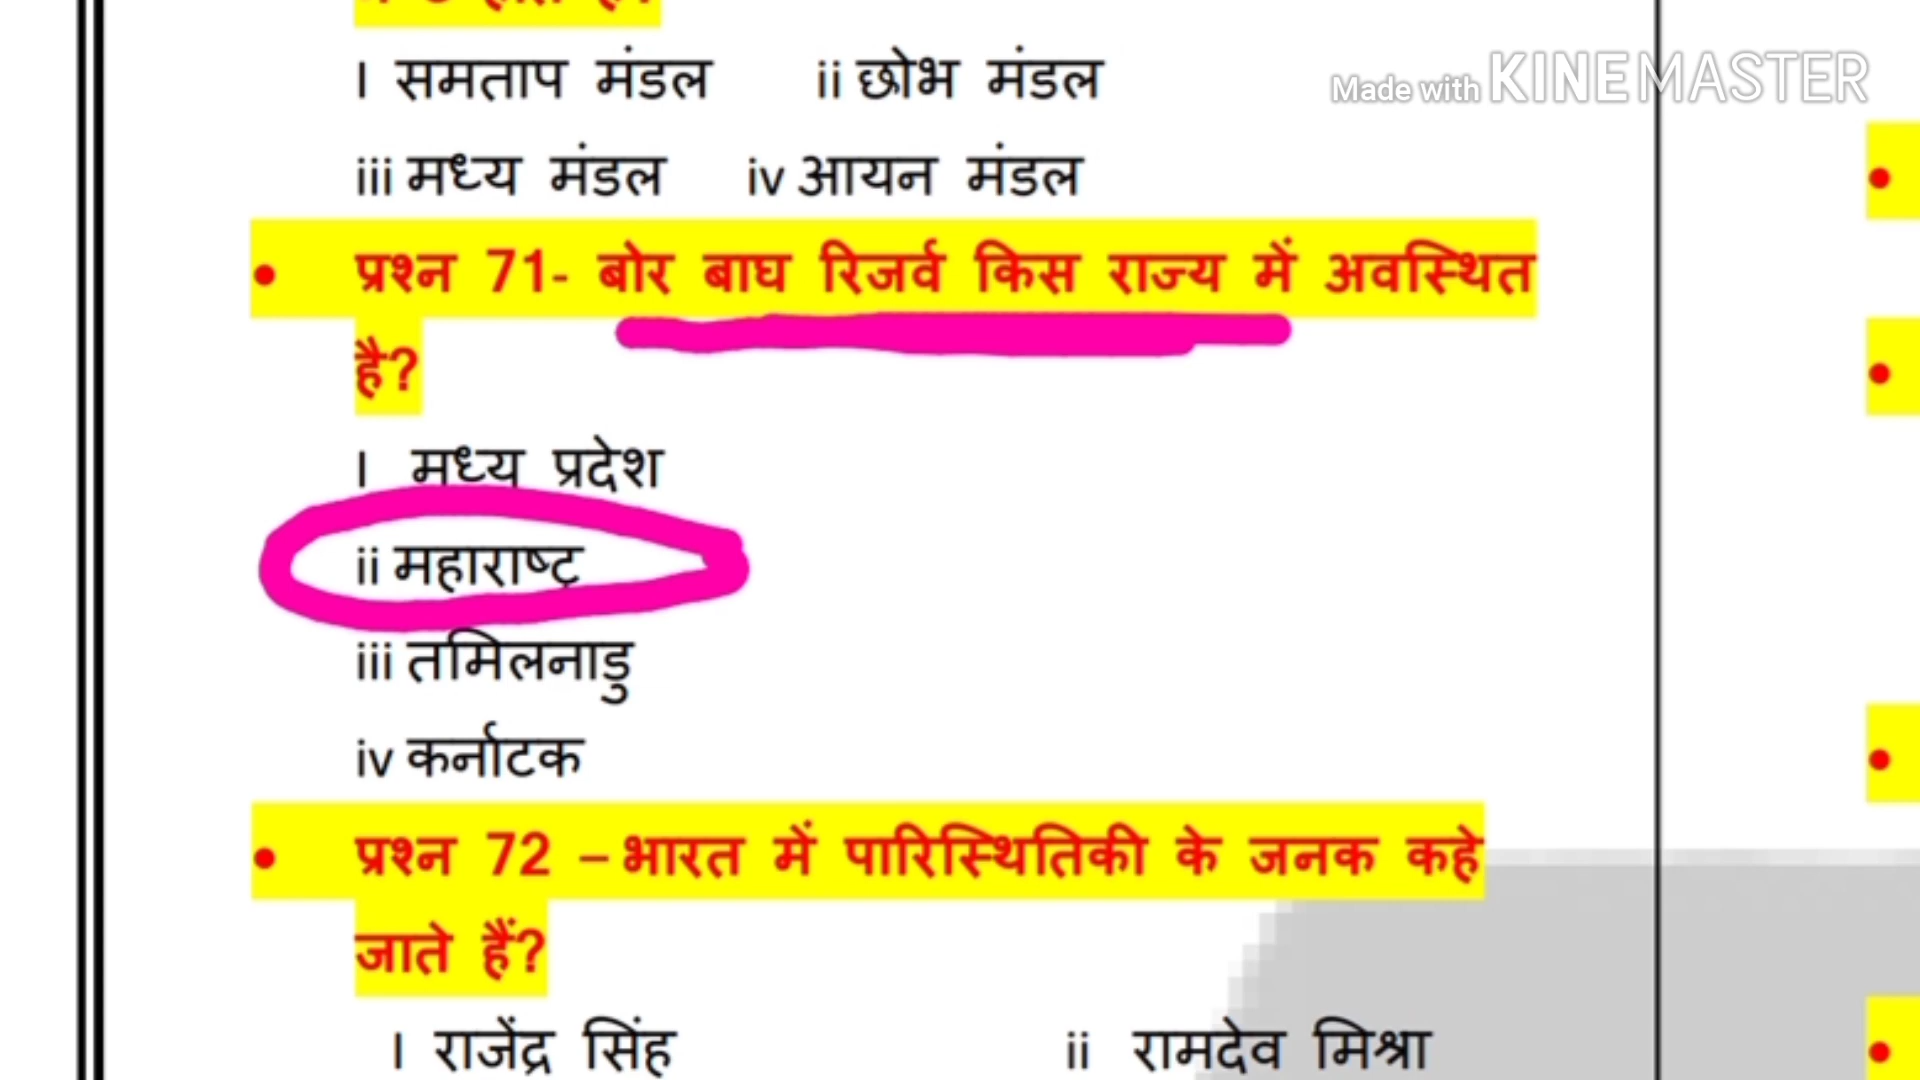 I समताप मंडल ii छोभ मंडल
Made with KINEMASTER
iii मध्य मंडल iv आयन मंडल
• प्रश्न 71- बोर बाघ रिजर्व किस राज्य में अवस्थित
है?
I मध्य प्रदेश
ii महाराष्ट्र
iii तमिलनाडु
iv कर्नाटक
• प्रश्न 72 – भारत में पारिस्थितिकी के जनक कहे
जाते हैं?
I राजेंद्र सिंह ii रामदेव मिश्रा